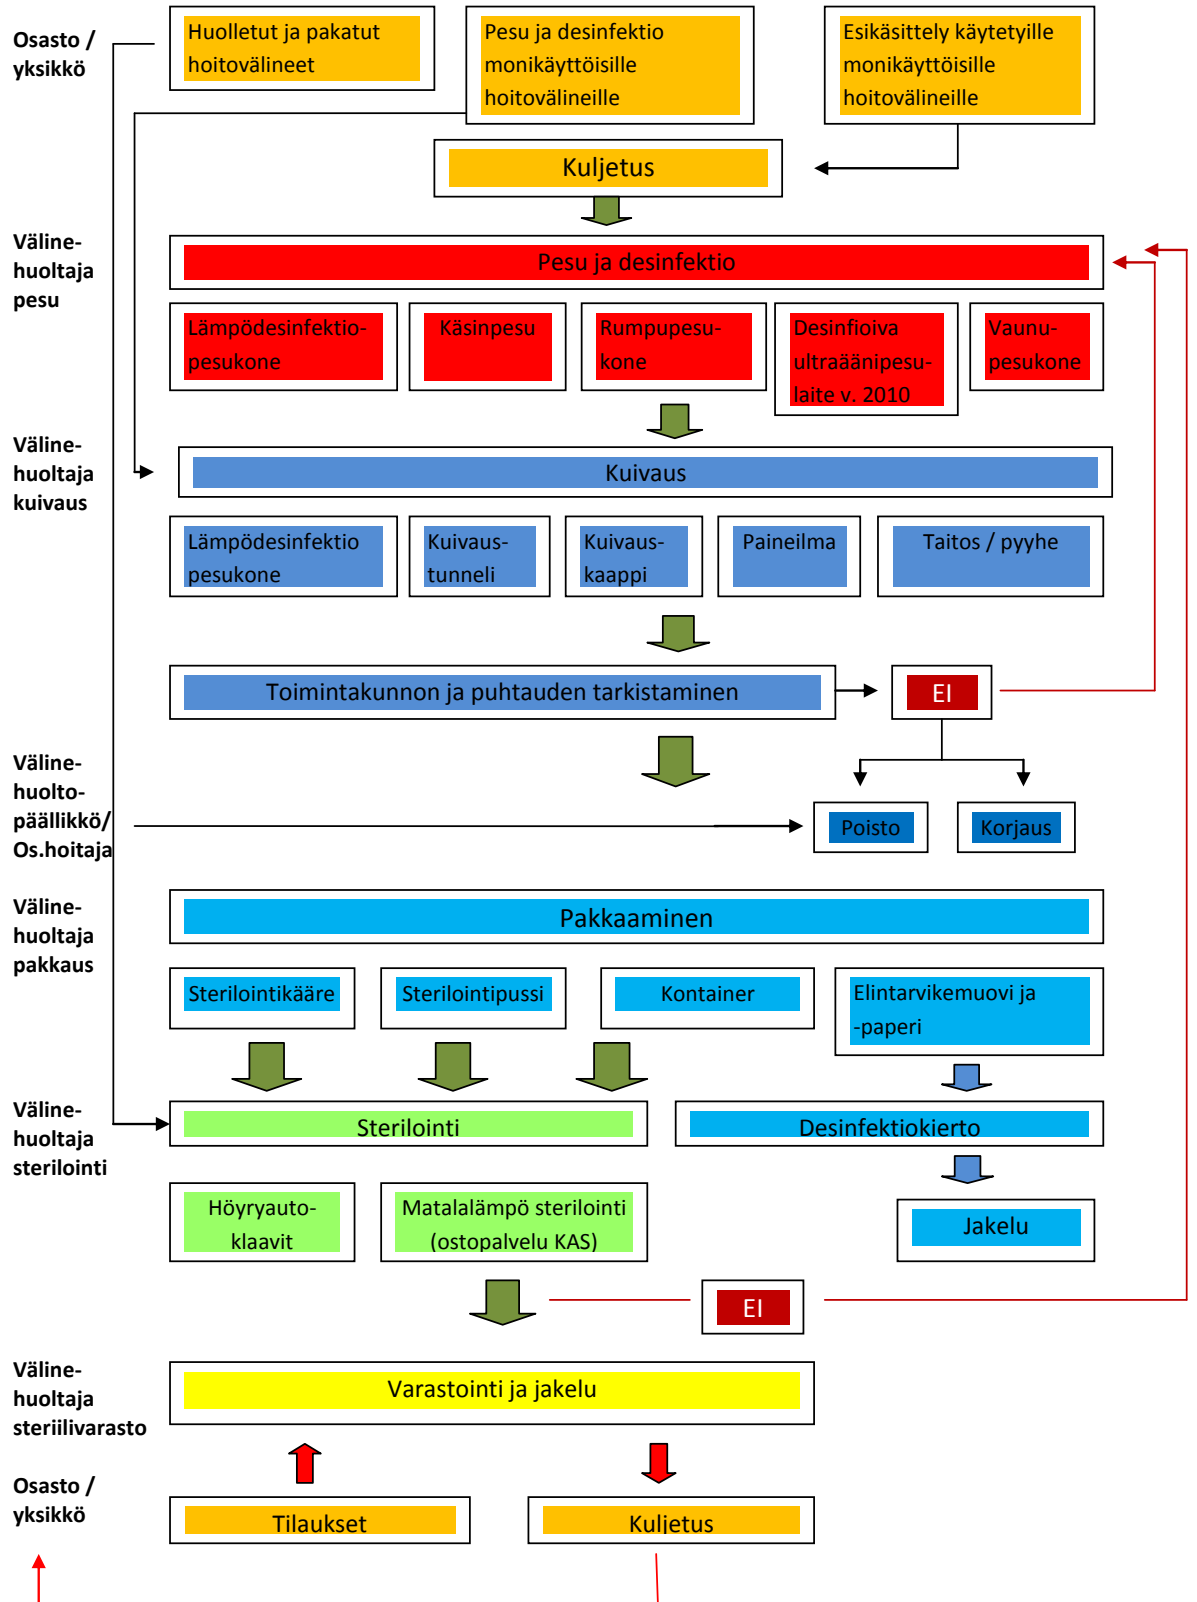 Osasto /
yksikkö
Huolletut ja pakatut
hoitovälineet
Pesu ja desinfektio
monikäyttöisille
hoitovälineille
Esikäsittely käytetyille
monikäyttöisille
hoitovälineille
Kuljetus
Väline-
huoltaja
pesu
Pesu ja desinfektio
Lämpödesinfektio-
pesukone
Käsinpesu
Rumpupesu-
kone
Desinfioiva
ultraäänipesu-
laite v. 2010
Vaunu-
pesukone
Väline-
huoltaja
kuivaus
Kuivaus
Lämpödesinfektio
pesukone
Kuivaus-
tunneli
Kuivaus-
kaappi
Paineilma
Taitos / pyyhe
Toimintakunnon ja puhtauden tarkistaminen
EI
Väline-
huolto-
päällikkö/
Os.hoitaja
Poisto
Korjaus
Väline-
huoltaja
pakkaus
Pakkaaminen
Sterilointikääre
Sterilointipussi
Kontainer
Elintarvikemuovi ja
-paperi
Väline-
huoltaja
sterilointi
Sterilointi
Desinfektiokierto
Höyryauto-
klaavit
Matalalämpö sterilointi
(ostopalvelu KAS)
Jakelu
EI
Väline-
huoltaja
steriilivarasto
Varastointi ja jakelu
Osasto /
yksikkö
Tilaukset
Kuljetus